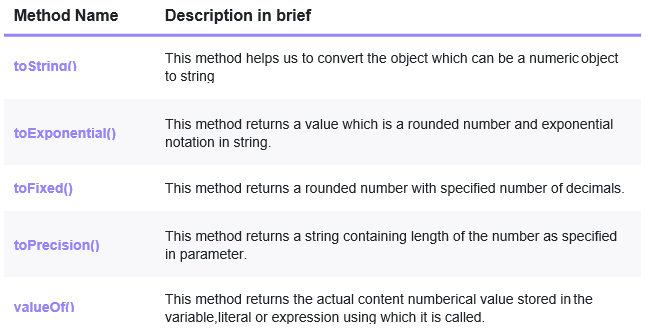 Method Name Description in brief
toString() This method helps us to convert the object which can be a numeric object
to string
toExponential() This method returns a value which is a rounded number and exponential
notation in string.
toFixed() This method returns a rounded number with specified number of decimals.
toPrecision() This method returns a string containing length of the number as specified
in parameter.
valueOf() This method returns the actual content numberical value stored in the
variable,literal or expression using which it is called.